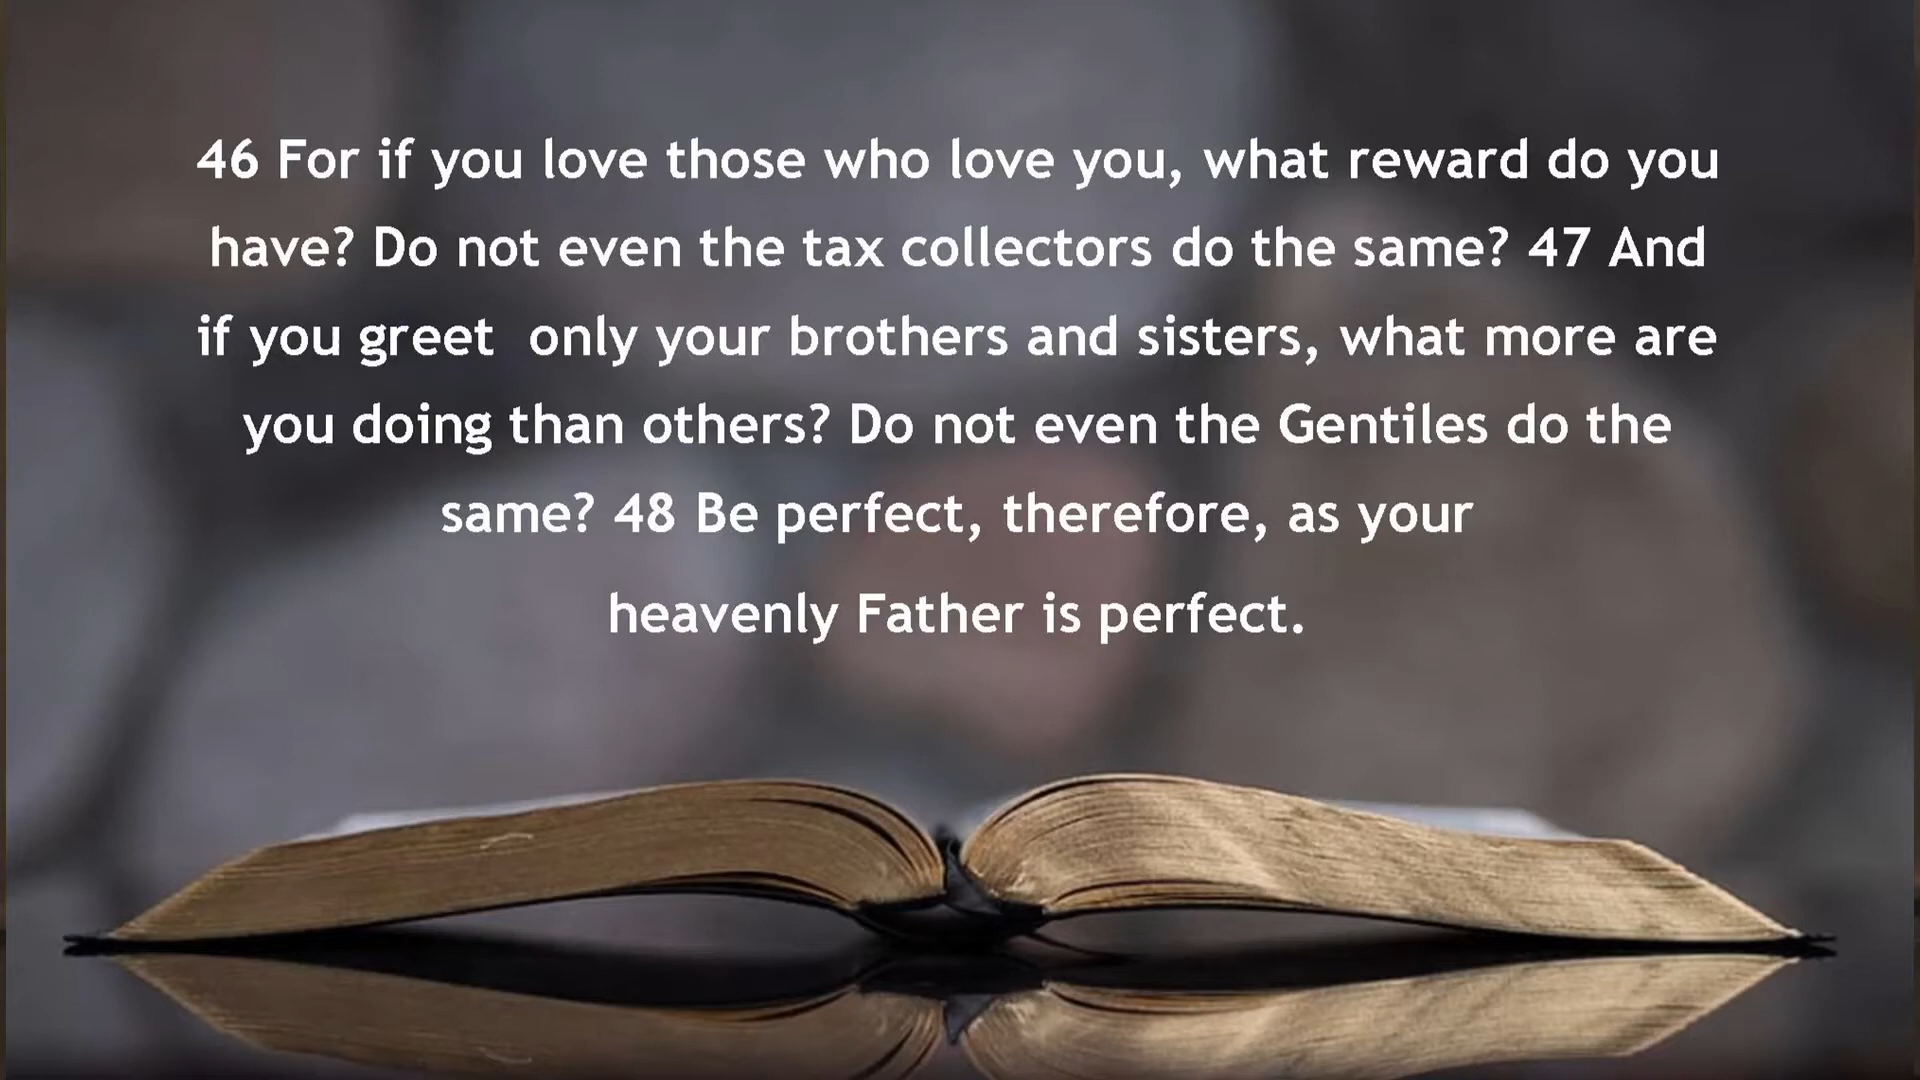 46 For if you love those who love you, what reward do you
have? Do not even the tax collectors do the same? 47 And
if you greet  only your brothers and sisters, what more are
you doing than others? Do not even the Gentiles do the
same? 48 Be perfect, therefore, as your
heavenly Father is perfect.